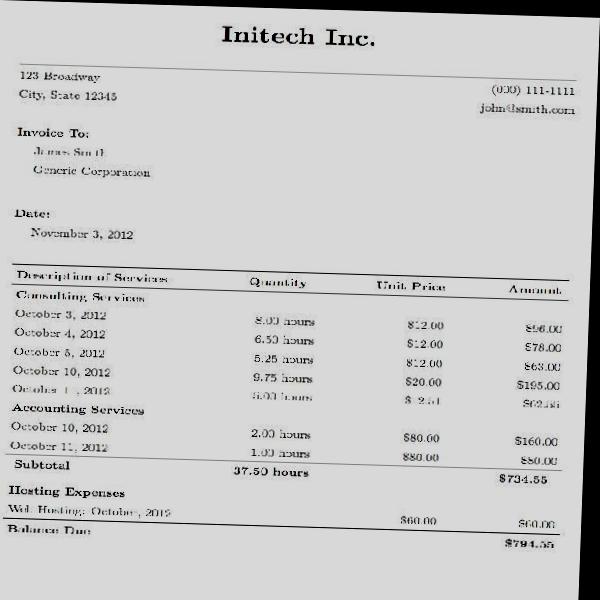 Initech Inc.
123 Broadway
(000) 111-1111
City, State 12345
john@smith.com
Invoice To:
James Smith
Generic Corporation
Date:
November 3, 2012
Description of Services Quantity Unit Price Amount
Consulting Services
October 3, 2012 8.00 hours $12.00 $96.00
October 4, 2012 6.50 hours $12.00 $78.00
October 5, 2012 5.25 hours $12.00 $63.00
October 10, 2012 9.75 hours $20.00 $195.00
October 2012 5.00 hours
Accounting Services
October 10, 2012 2.00 hours $80.00 $160.00
October 11, 2012 1.00 hours $80.00 $80.00
Subtotal 37.50 hours $734.55
Hosting Expenses
Web Hosting: October, 2012 $60.00 $60.00
Balance Due $794.55